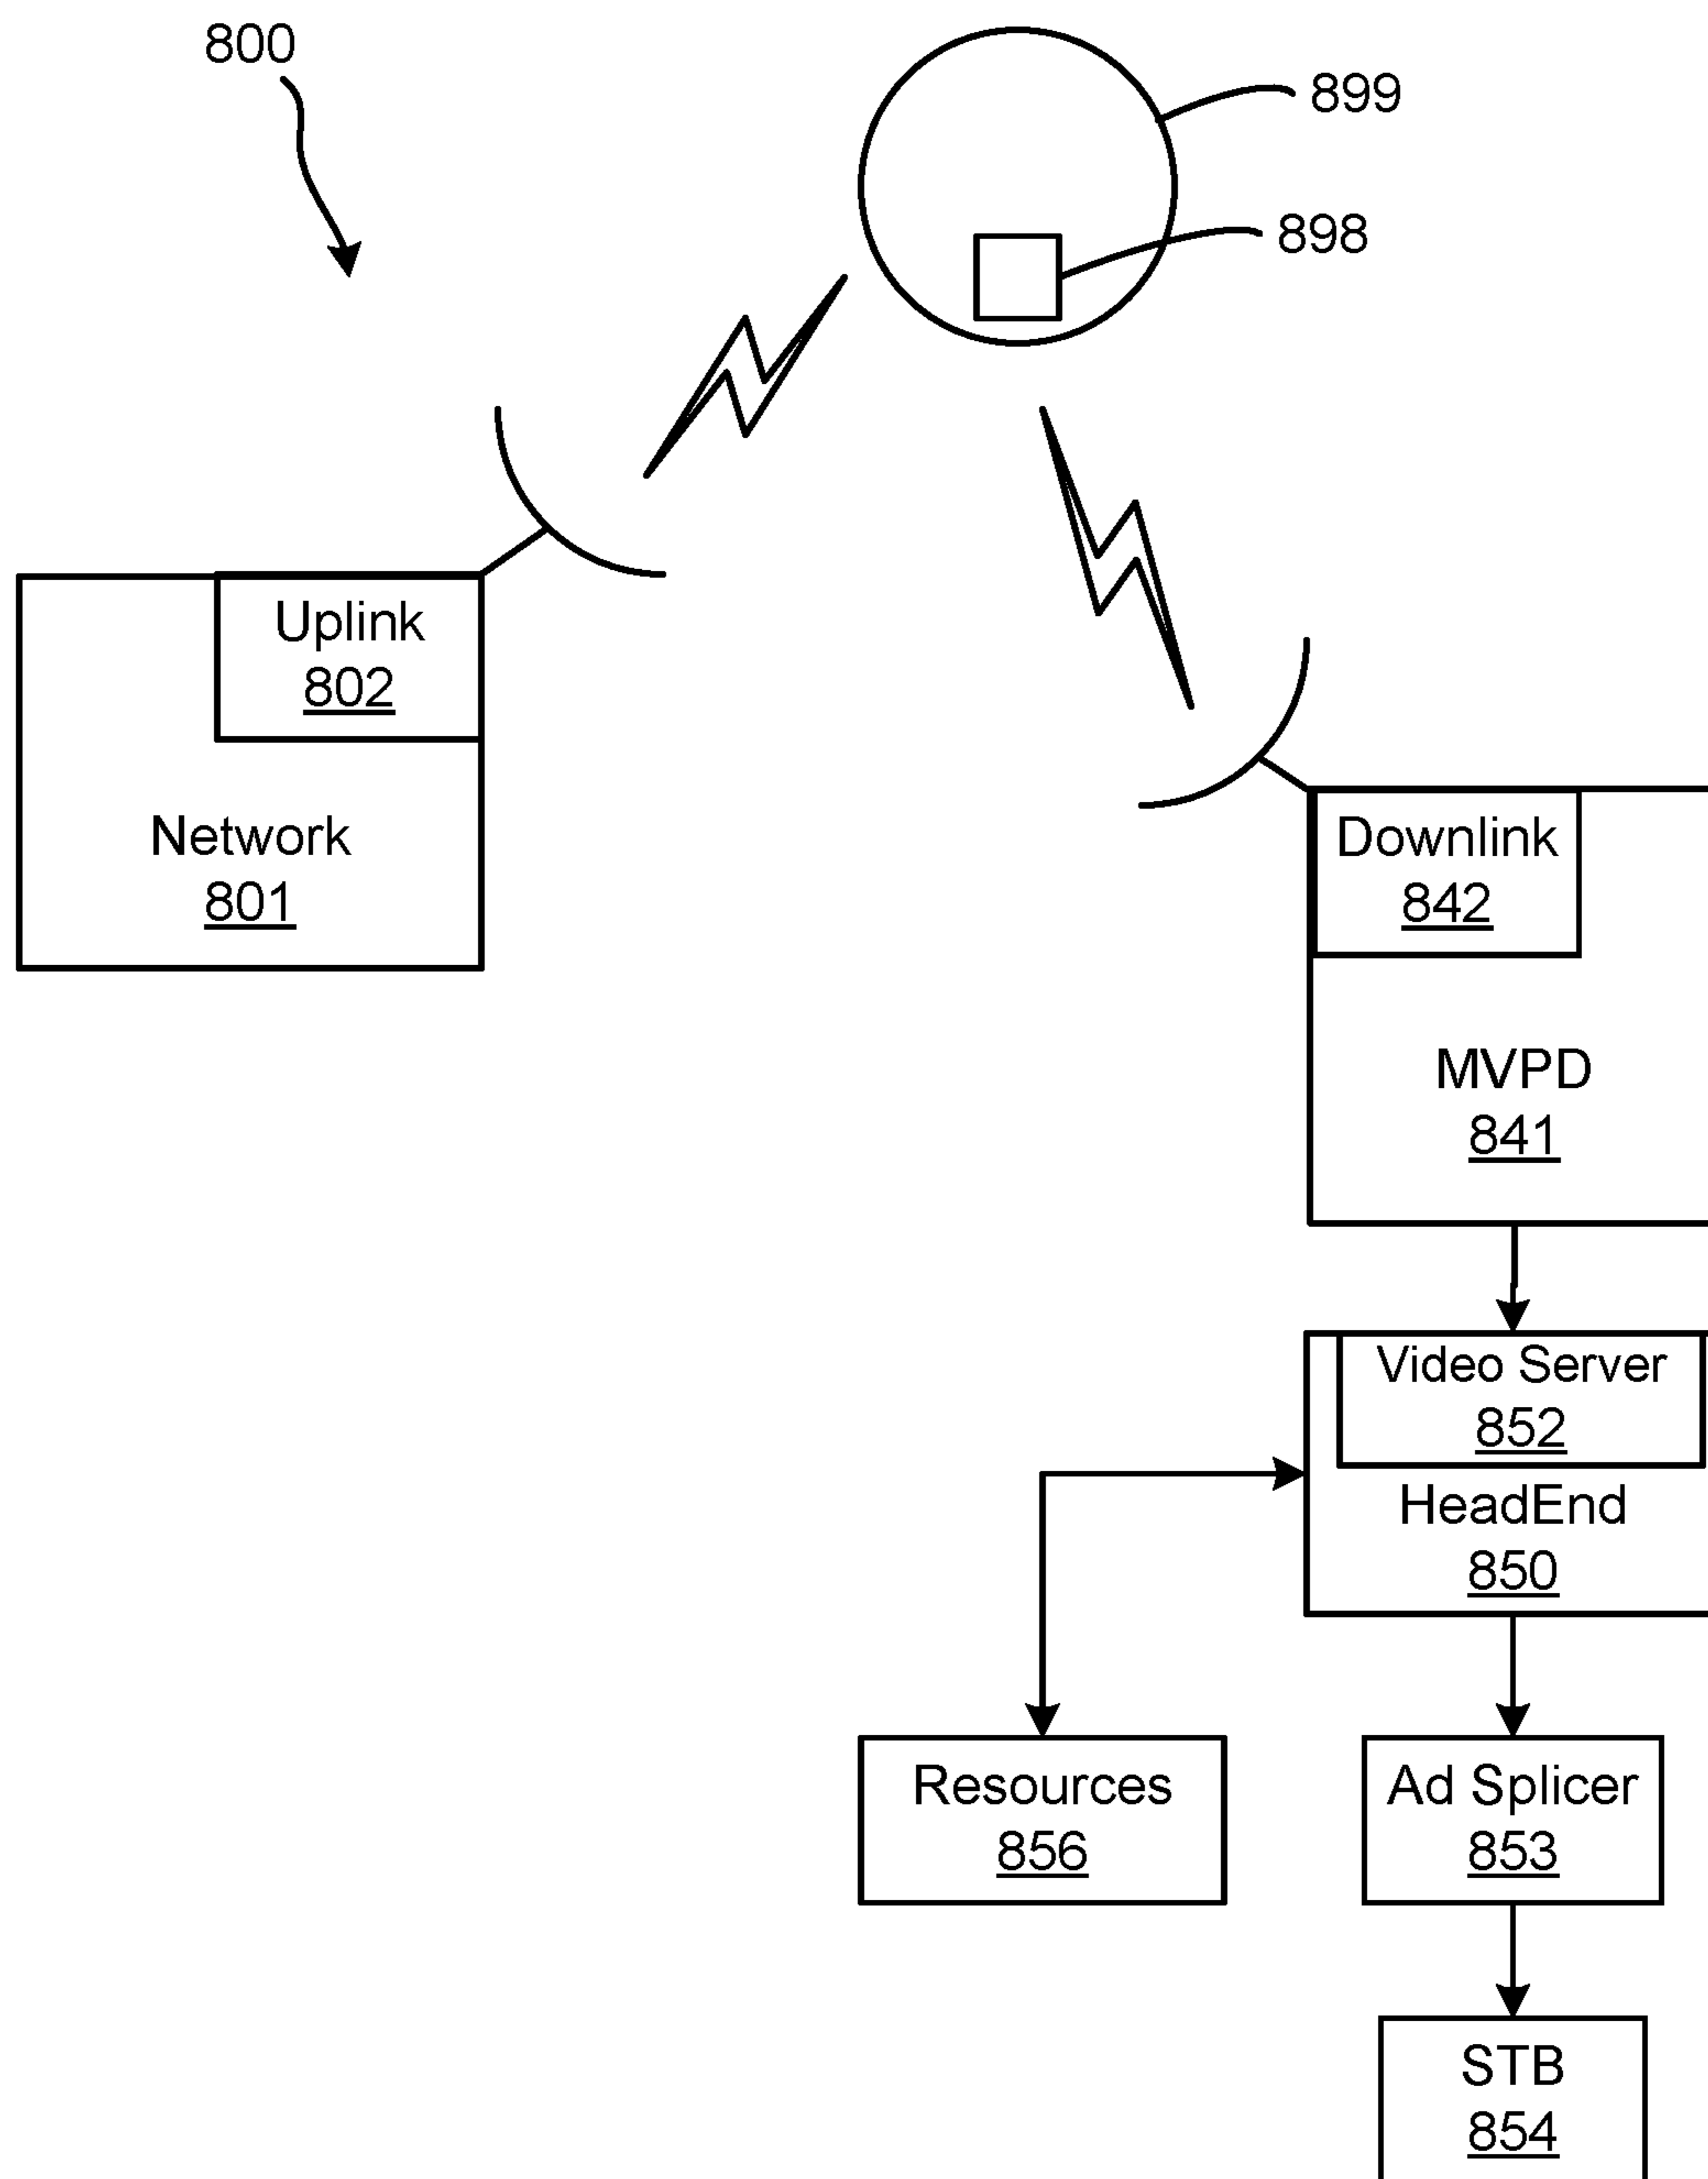 800
899
898
Uplink
802
Network
801
Downlink
842
MVPD
841
Video Server
852
HeadEnd
850
Resources
856
Ad Splicer
853
STB
854